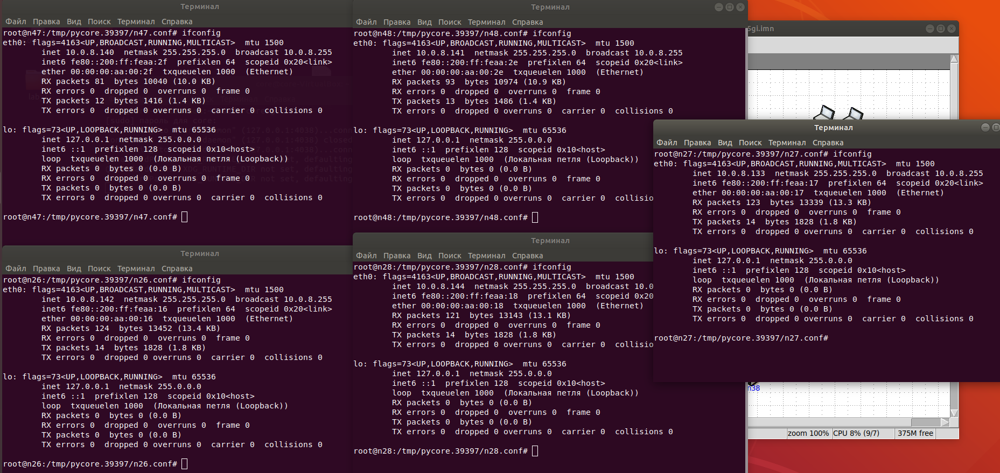 Терминал
Файл Правка Вид Поиск Терминал Справка
root@n47:/tmp/pycore.39397/n47.conf# ifconfig
eth0: flags=4163<UP,BROADCAST,RUNNING,MULTICAST>  mtu 1500
inet 10.0.8.140  netmask 255.255.255.0  broadcast 10.0.8.255
inet6 fe80::200:ff:feaa:2f  prefixlen 64  scopeid 0x20<link>
ether 00:00:00:aa:00:2f  txqueuelen 1000  (Ethernet)
RX packets 81  bytes 10040 (10.0 KB)
RX errors 0  dropped 0  overruns 0  frame 0
TX packets 12  bytes 1416 (1.4 KB)
TX errors 0  dropped 0 overruns 0  carrier 0  collisions 0
lo: flags=73<UP,LOOPBACK,RUNNING>  mtu 65536
inet 127.0.0.1  netmask 255.0.0.0
inet6 ::1  prefixlen 128  scopeid 0x10<host>
loop  txqueuelen 1000  (Локальная петля (Loopback))
RX packets 0  bytes 0 (0.0 B)
RX errors 0  dropped 0  overruns 0  frame 0
TX packets 0  bytes 0 (0.0 B)
TX errors 0  dropped 0 overruns 0  carrier 0  collisions 0
root@n47:/tmp/pycore.39397/n47.conf#
Терминал
Файл Правка Вид Поиск Терминал Справка
root@n48:/tmp/pycore.39397/n48.conf# ifconfig
eth0: flags=4163<UP,BROADCAST,RUNNING,MULTICAST>  mtu 1500
inet 10.0.8.141  netmask 255.255.255.0  broadcast 10.0.8.255
inet6 fe80::200:ff:feaa:2e  prefixlen 64  scopeid 0x20<link>
ether 00:00:00:aa:00:2e  txqueuelen 1000  (Ethernet)
RX packets 93  bytes 10974 (10.9 KB)
RX errors 0  dropped 0  overruns 0  frame 0
TX packets 13  bytes 1486 (1.4 KB)
TX errors 0  dropped 0 overruns 0  carrier 0  collisions 0
lo: flags=73<UP,LOOPBACK,RUNNING>  mtu 65536
inet 127.0.0.1  netmask 255.0.0.0
inet6 ::1  prefixlen 128  scopeid 0x10<host>
loop  txqueuelen 1000  (Локальная петля (Loopback))
RX packets 0  bytes 0 (0.0 B)
RX errors 0  dropped 0  overruns 0  frame 0
TX packets 0  bytes 0 (0.0 B)
TX errors 0  dropped 0 overruns 0  carrier 0  collisio
root@n48:/tmp/pycore.39397/n48.conf#
5gi.imn
Терминал
Файл Правка Вид Поиск Терминал Справка
root@n27:/tmp/pycore.39397/n27.conf# ifconfig
eth0: flags=4163<UP,BROADCAST,RUNNING,MULTICAST>  mtu 1500
inet 10.0.8.133  netmask 255.255.255.0  broadcast 10.0.8.255
inet6 fe80::200:ff:feaa:17  prefixlen 64  scopeid 0x20<link>
ether 00:00:00:aa:00:17  txqueuelen 1000  (Ethernet)
RX packets 123  bytes 13339 (13.3 KB)
RX errors 0  dropped 0  overruns 0  frame 0
TX packets 14  bytes 1828 (1.8 KB)
TX errors 0  dropped 0 overruns 0  carrier 0  collisions 0
lo: flags=73<UP,LOOPBACK,RUNNING>  mtu 65536
inet 127.0.0.1  netmask 255.0.0.0
inet6 ::1  prefixlen 128  scopeid 0x10<host>
loop  txqueuelen 1000  (Локальная петля (Loopback))
RX packets 0  bytes 0 (0.0 B)
RX errors 0  dropped 0  overruns 0  frame 0
TX packets 0  bytes 0 (0.0 B)
TX errors 0  dropped 0 overruns 0  carrier 0  collisions 0
root@n27:/tmp/pycore.39397/n27.conf#
Терминал
Файл Правка Вид Поиск Терминал Справка
root@n26:/tmp/pycore.39397/n26.conf# ifconfig
eth0: flags=4163<UP,BROADCAST,RUNNING,MULTICAST>  mtu 1500
inet 10.0.8.142  netmask 255.255.255.0  broadcast 10.0.8.255
inet6 fe80::200:ff:feaa:16  prefixlen 64  scopeid 0x20<link>
ether 00:00:00:aa:00:16  txqueuelen 1000  (Ethernet)
RX packets 124  bytes 13452 (13.4 KB)
RX errors 0  dropped 0  overruns 0  frame 0
TX packets 14  bytes 1828 (1.8 KB)
TX errors 0  dropped 0 overruns 0  carrier 0  collisions 0
lo: flags=73<UP,LOOPBACK,RUNNING>  mtu 65536
inet 127.0.0.1  netmask 255.0.0.0
inet6 ::1  prefixlen 128  scopeid 0x10<host>
loop  txqueuelen 1000  (Локальная петля (Loopback))
RX packets 0  bytes 0 (0.0 B)
RX errors 0  dropped 0  overruns 0  frame 0
TX packets 0  bytes 0 (0.0 B)
TX errors 0  dropped 0 overruns 0  carrier 0  collisions 0
root@n26:/tmp/pycore.39397/n26.conf#
Терминал
Файл Правка Вид Поиск Терминал Справка
root@n28:/tmp/pycore.39397/n28.conf# ifconfig
eth0: flags=4163<UP,BROADCAST,RUNNING,MULTICAST>  mtu 1500
inet 10.0.8.144  netmask 255.255.255.0  broadcast 10.0
inet6 fe80::200:ff:feaa:18  prefixlen 64  scopeid 0x20
ether 00:00:00:aa:00:18  txqueuelen 1000  (Ethernet)
RX packets 121  bytes 13143 (13.1 KB)
RX errors 0  dropped 0  overruns 0  frame 0
TX packets 14  bytes 1828 (1.8 KB)
TX errors 0  dropped 0 overruns 0  carrier 0  collisio
lo: flags=73<UP,LOOPBACK,RUNNING>  mtu 65536
inet 127.0.0.1  netmask 255.0.0.0
inet6 ::1  prefixlen 128  scopeid 0x10<host>
loop  txqueuelen 1000  (Локальная петля (Loopback))
RX packets 0  bytes 0 (0.0 B)
RX errors 0  dropped 0  overruns 0  frame 0
TX packets 0  bytes 0 (0.0 B)
TX errors 0  dropped 0 overruns 0  carrier 0  collisions 0
root@n28:/tmp/pycore.39397/n28.conf#
n38
zoom 100% CPU 8% (9/7) 375M free